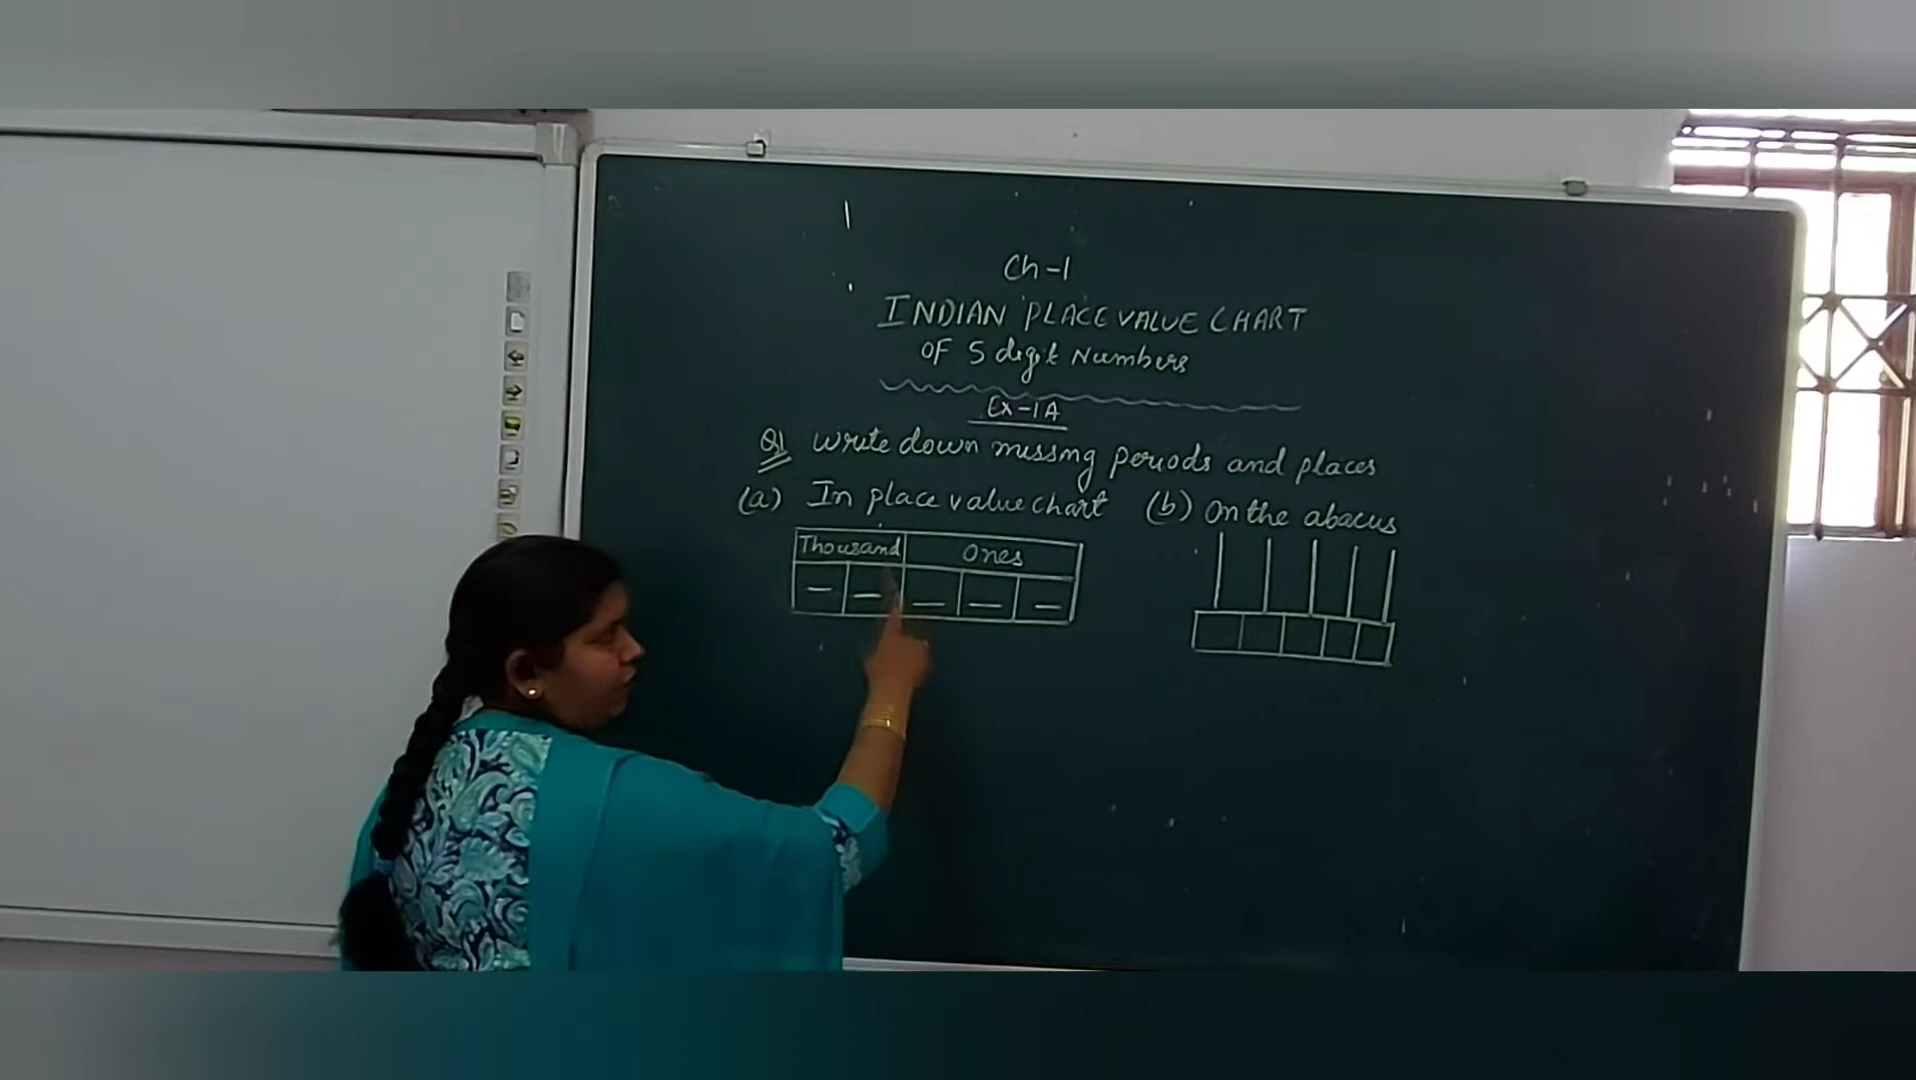 Ch-1
INDIAN PLACE VALUE CHART
OF 5 digit Numbers
Ex-1A
Q1 Write down missing periods and places
(a) In place value chart (b) On the abacus
Thousand Ones